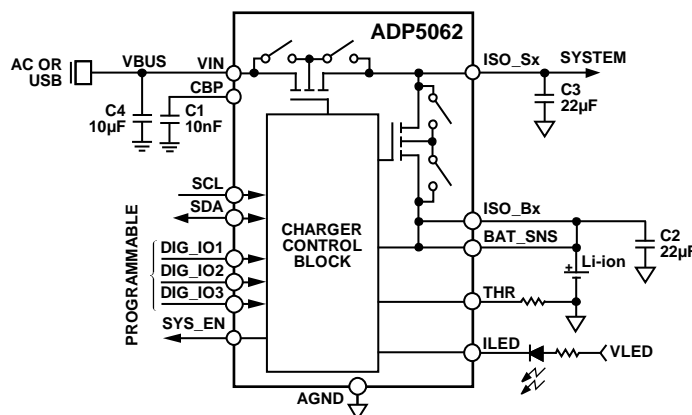 ADP5062
AC OR
USB
VBUS
VIN
CBP
C4
10µF
C1
10nF
ISO_Sx
SYSTEM
C3
22µF
SCL
SDA
PROGRAMMABLE
DIG_IO1
DIG_IO2
DIG_IO3
SYS_EN
CHARGER
CONTROL
BLOCK
ISO_Bx
BAT_SNS
C2
22µF
+
Li-ion
THR
ILED
VLED
AGND